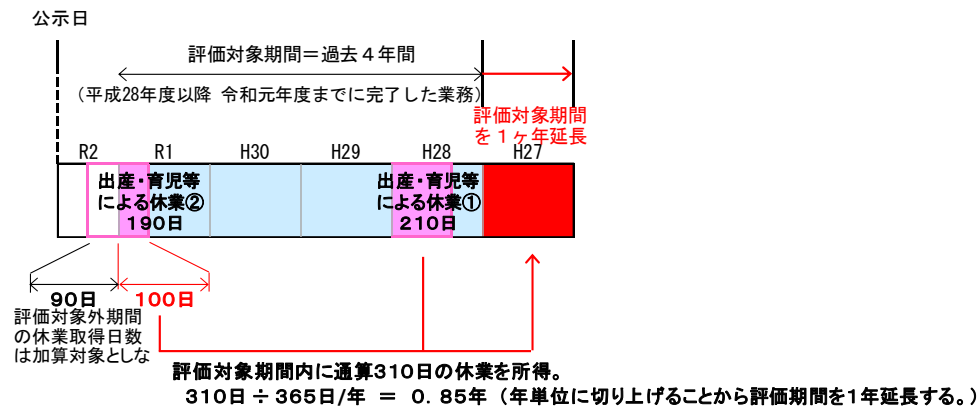 公示日
評価対象期間＝過去４年間
（平成28年度以降 令和元年度までに完了した業務）
評価対象期間
を１ヶ年延長
R2 R1 H30 H29 H28 H27
出産・育児等
による休業②
190日
出産・育児等
による休業①
210日
90日
100日
評価対象外期間
の休業取得日数
は加算対象としな
評価対象期間内に通算310日の休業を所得。
310日÷365日/年 ＝ 0.85年（年単位に切り上げることから評価期間を1年延長する。）